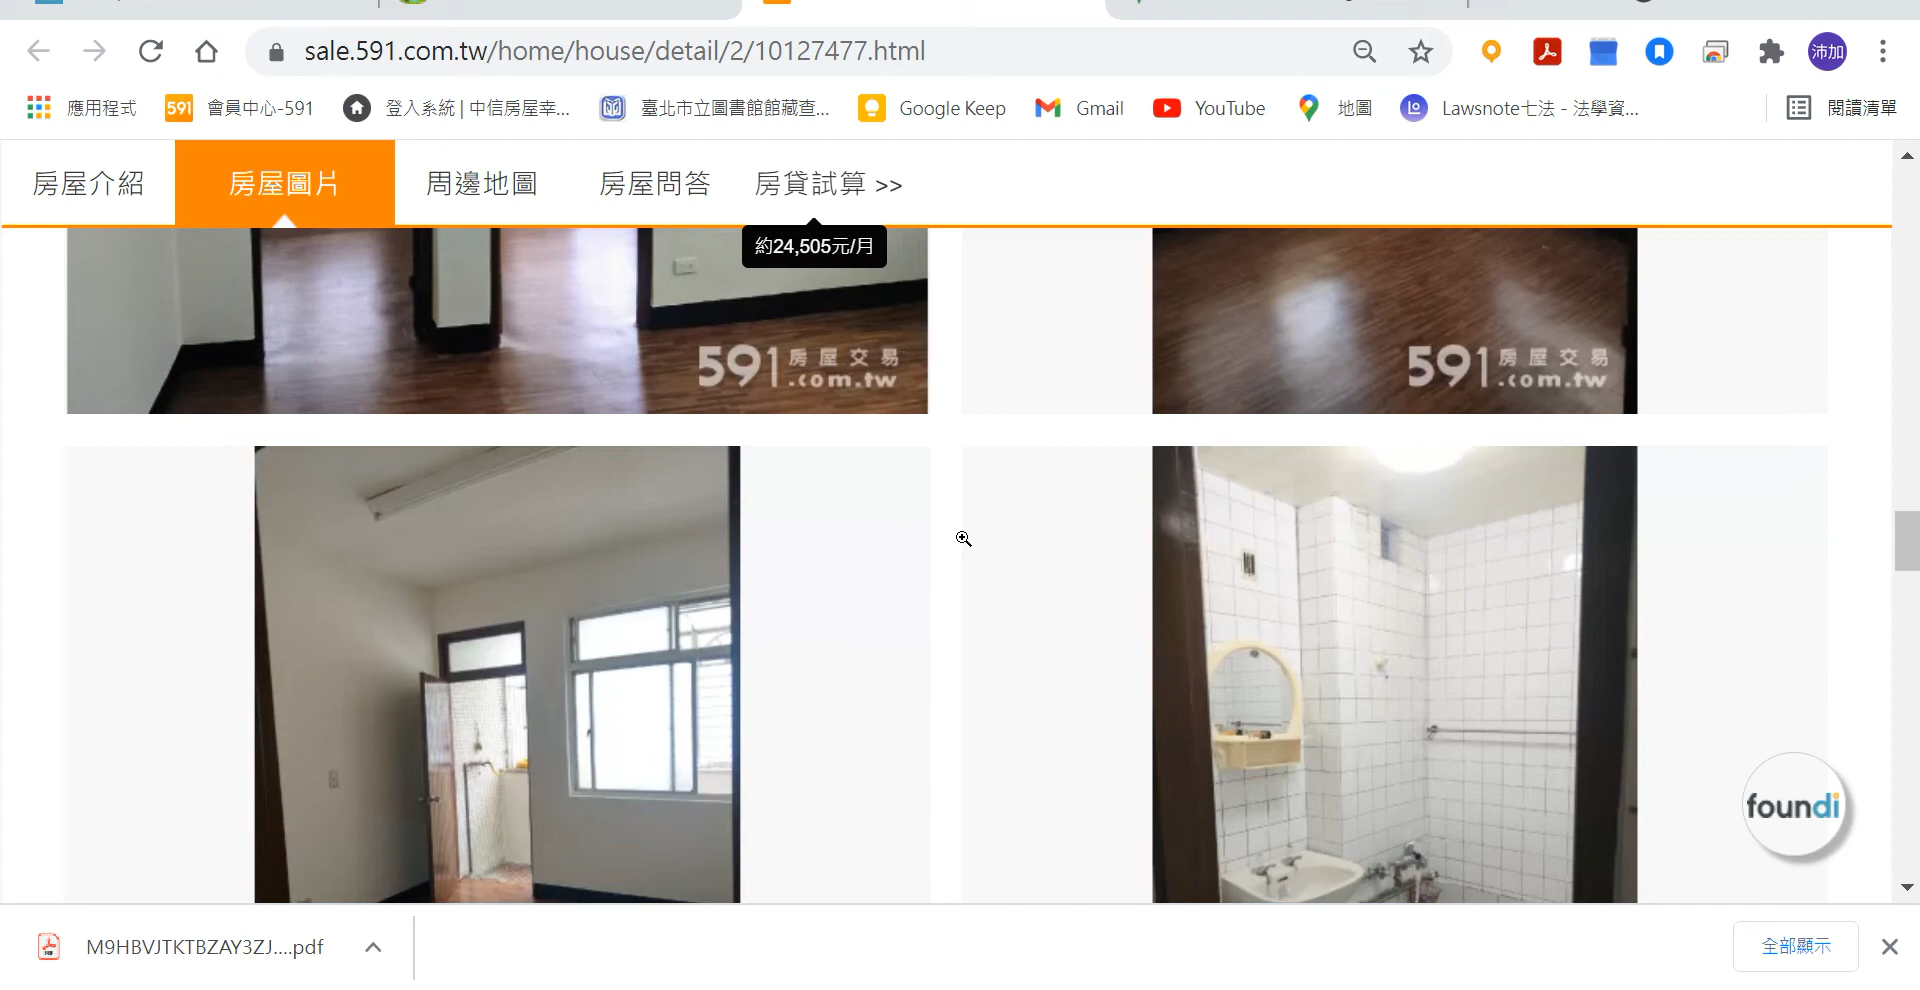 sale.591.com.tw/home/house/detail/2/10127477.html
沛加
應用程式
591 會員中心-591
登入系統 | 中信房屋幸...
臺北市立圖書館館藏查...
Google Keep
Gmail
YouTube
地圖
Lawsnote七法 - 法學資...
閱讀清單
房屋介紹
房屋圖片
周邊地圖
房屋問答
房貸試算 >>
約24,505元/月
591 房屋交易
.com.tw
591 房屋交易
.com.tw
foundi
M9HBVJTKTBZAY3ZJ....pdf
全部顯示